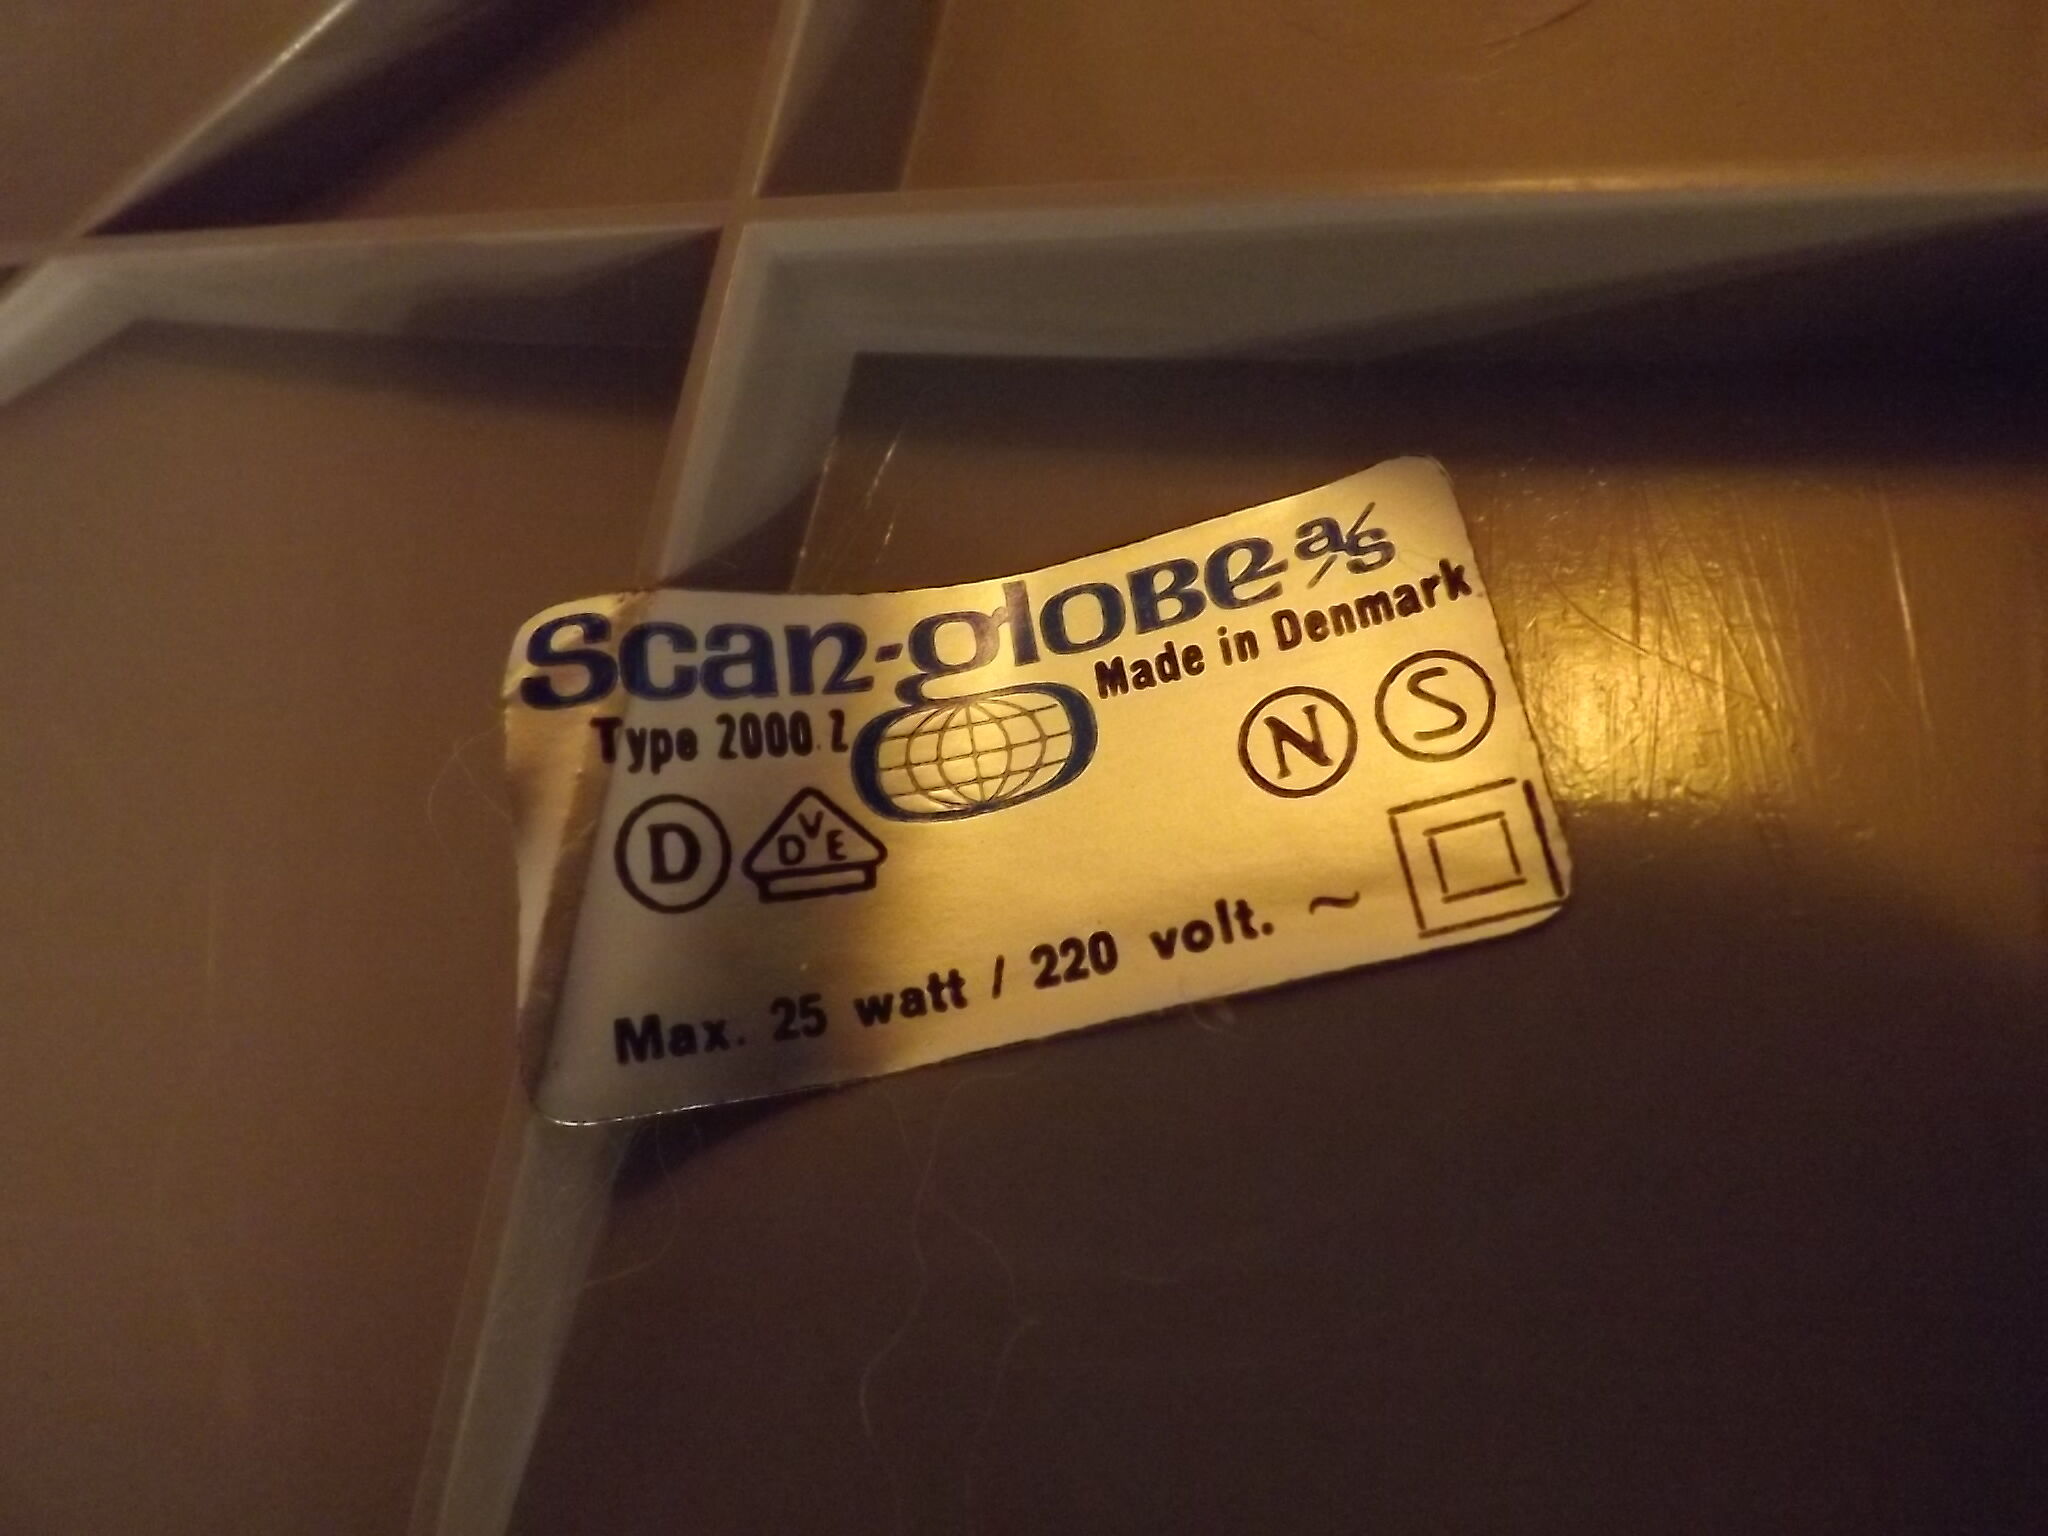 Scan-globe a/s
Made in Denmark
Type 2000.Z
N S
D DVE
Max. 25 watt / 220 volt. ~